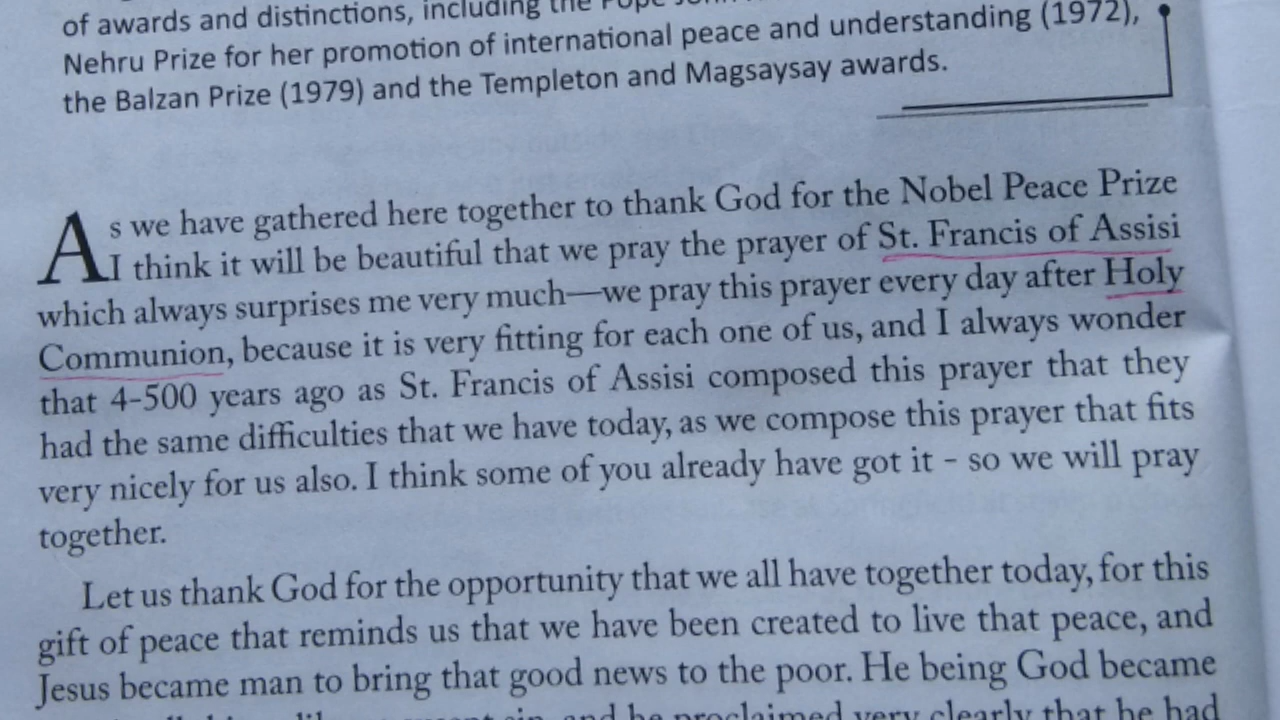 of awards and distinctions, including the Pope John
Nehru Prize for her promotion of international peace and understanding (1972),
the Balzan Prize (1979) and the Templeton and Magsaysay awards.
As we have gathered here together to thank God for the Nobel Peace Prize
I think it will be beautiful that we pray the prayer of St. Francis of Assisi
which always surprises me very much—we pray this prayer every day after Holy
Communion, because it is very fitting for each one of us, and I always wonder
that 4-500 years ago as St. Francis of Assisi composed this prayer that they
had the same difficulties that we have today, as we compose this prayer that fits
very nicely for us also. I think some of you already have got it - so we will pray
together.
Let us thank God for the opportunity that we all have together today, for this
gift of peace that reminds us that we have been created to live that peace, and
Jesus became man to bring that good news to the poor. He being God became
sin, and he proclaimed very clearly that he had